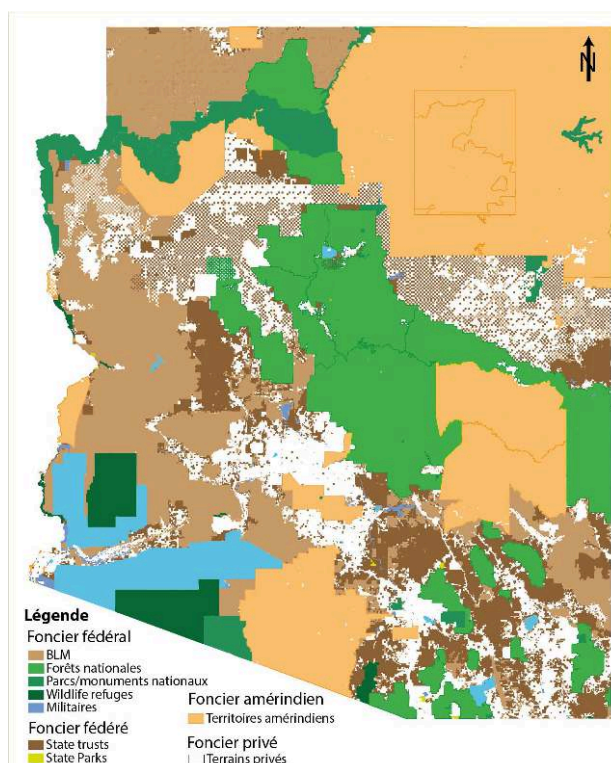 N
Légende
Foncier fédéral
BLM
Forêts nationales
Parcs/monuments nationaux
Wildlife refuges
Militaires
Foncier fédéré
State trusts
State Parks
Foncier amérindien
Territoires amérindiens
Foncier privé
Terrains privés